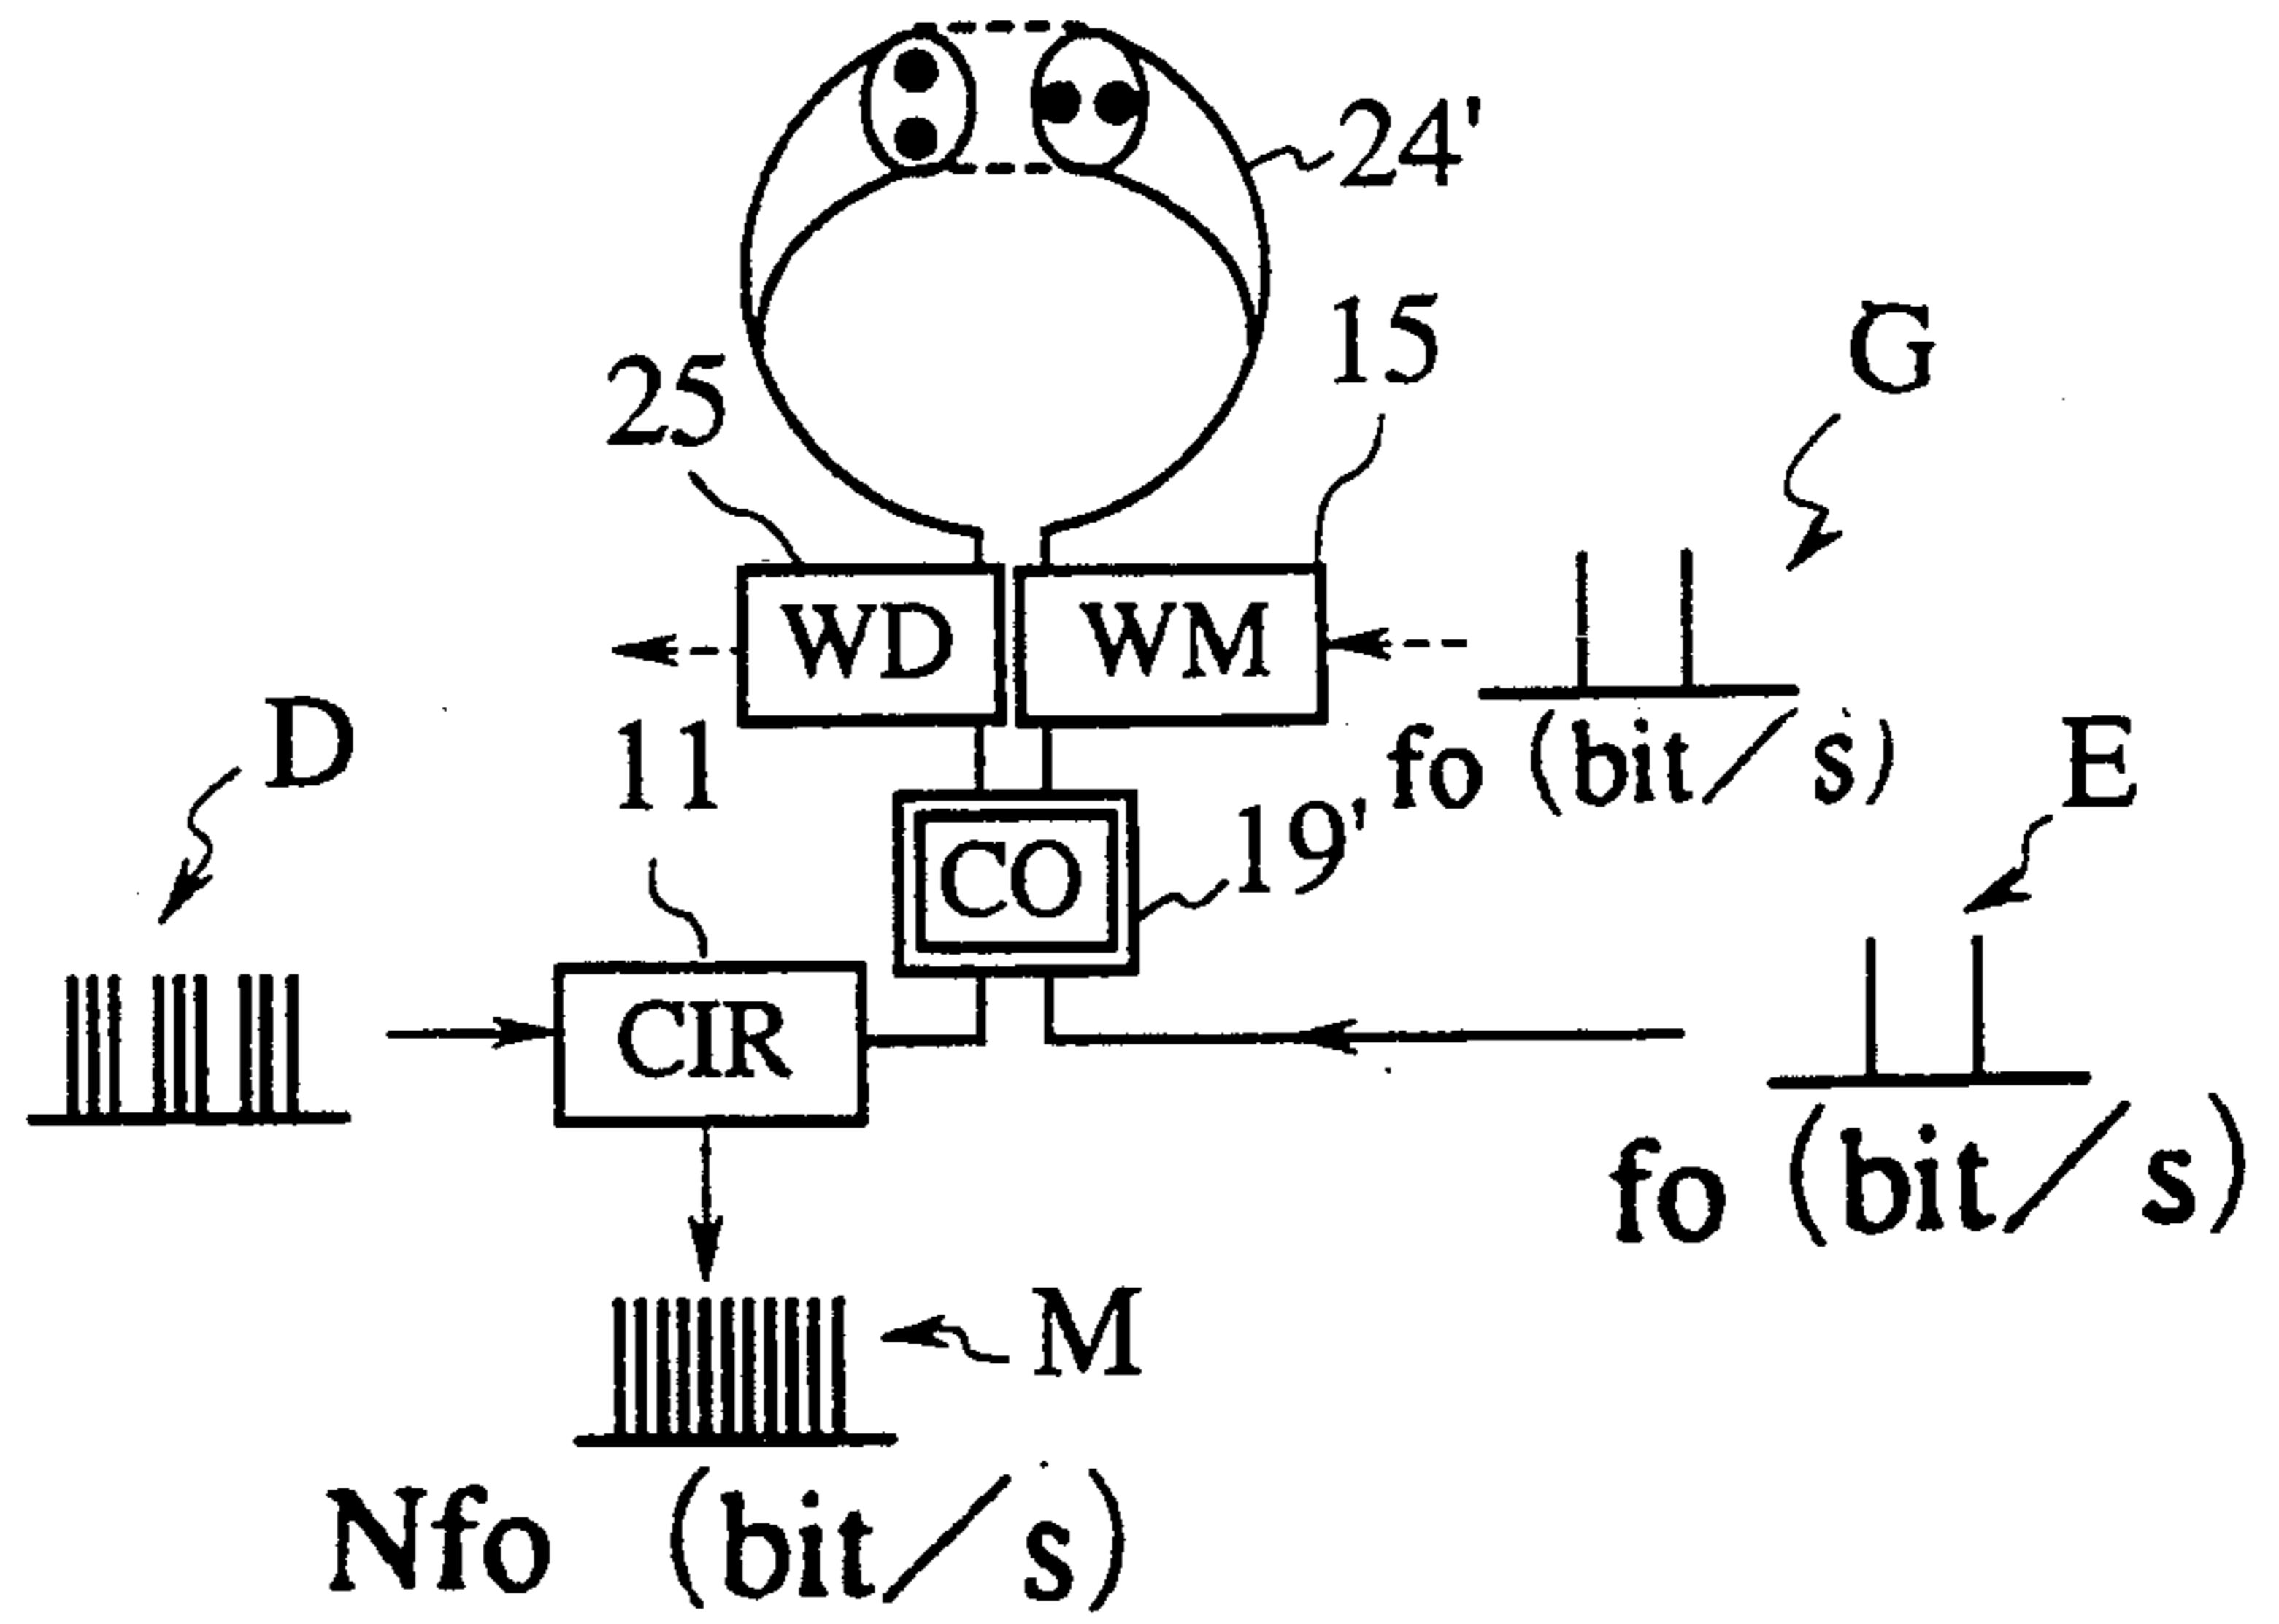 24'
25
15
G
WD
WM
D
11
fo (bit/s)
E
CO
19'
CIR
fo (bit/s)
M
Nfo (bit/s)